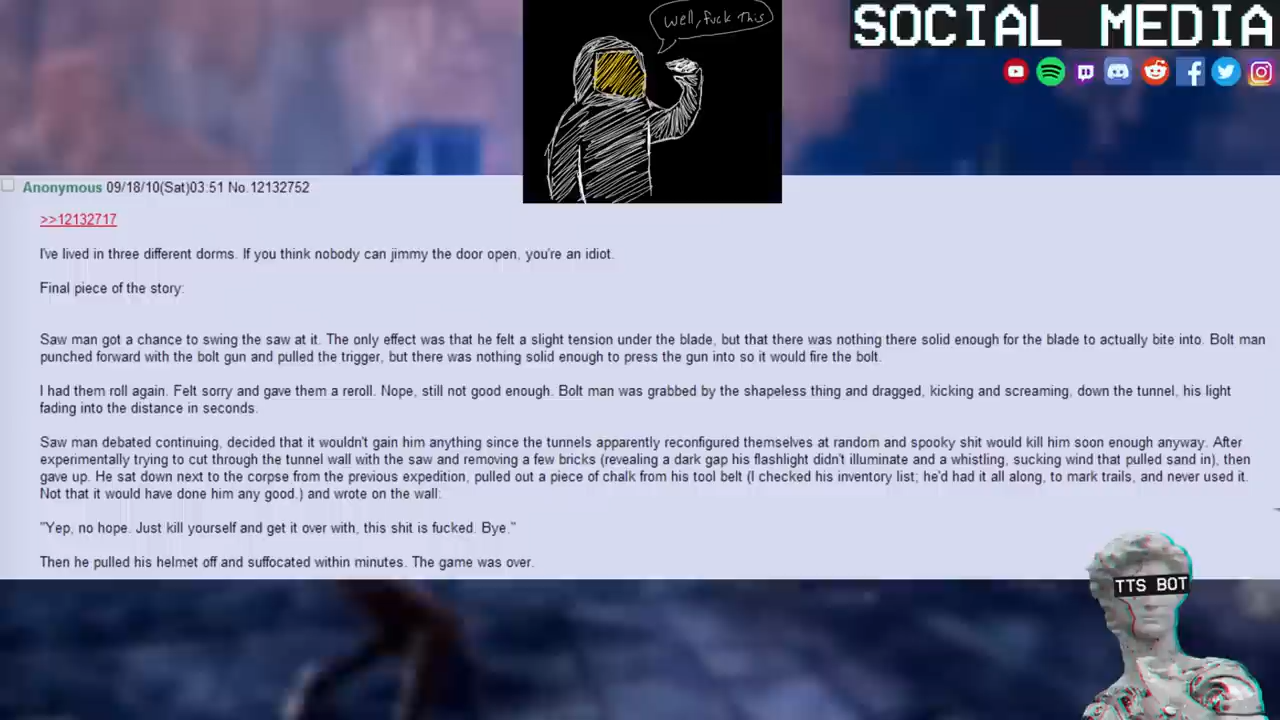 well, fuck this
SOCIAL MEDIA
Anonymous 09/18/10(Sat)03:51 No.12132752
>>12132717
I've lived in three different dorms. If you think nobody can jimmy the door open, you're an idiot.
Final piece of the story:
Saw man got a chance to swing the saw at it. The only effect was that he felt a slight tension under the blade, but that there was nothing there solid enough for the blade to actually bite into. Bolt man
punched forward with the bolt gun and pulled the trigger, but there was nothing solid enough to press the gun into so it would fire the bolt.
I had them roll again. Felt sorry and gave them a reroll. Nope, still not good enough. Bolt man was grabbed by the shapeless thing and dragged, kicking and screaming, down the tunnel, his light
fading into the distance in seconds.
Saw man debated continuing, decided that it wouldn't gain him anything since the tunnels apparently reconfigured themselves at random and spooky shit would kill him soon enough anyway. After
experimentally trying to cut through the tunnel wall with the saw and removing a few bricks (revealing a dark gap his flashlight didn't illuminate and a whistling, sucking wind that pulled sand in), then
gave up. He sat down next to the corpse from the previous expedition, pulled out a piece of chalk from his tool belt (I checked his inventory list; he'd had it all along, to mark trails, and never used it.
Not that it would have done him any good.) and wrote on the wall:
"Yep, no hope. Just kill yourself and get it over with, this shit is fucked. Bye."
Then he pulled his helmet off and suffocated within minutes. The game was over.
TTS BOT